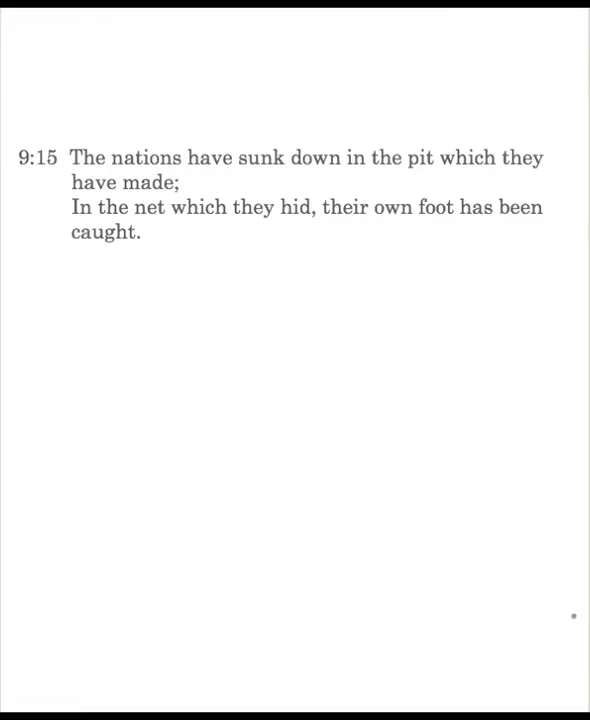 9:15 The nations have sunk down in the pit which they
have made;
In the net which they hid, their own foot has been
caught.